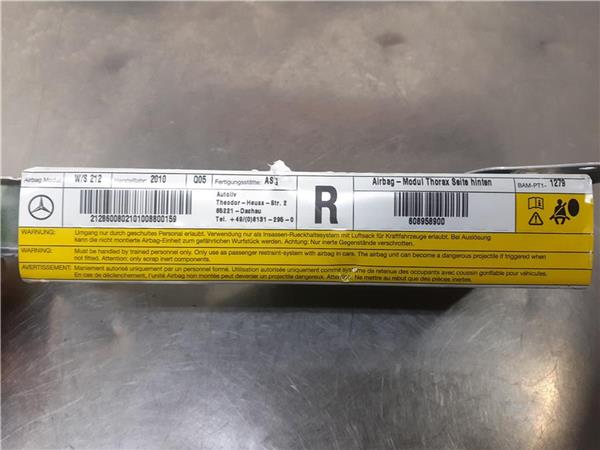 Airbag Modul W/S 212 Hersteller 2010 Q05 Fertigungsstätte:
21286008021010088​00159
Autoliv
Theodor-Heuss-Str. 2
85221-Dachau
Tel. +49/(0)8131-295-0
R
Airbag-Modul Thorax Seite hinten
608958900
BAM-PT1- 1279
WARNUNG: Umgang nur durch geschultes Personal erlaubt. Verwendung nur als Insassen-Rueckhaltesystem mit Luftsack für Kraftfahrzeuge erlaubt. Bei Auslösung
kann die nicht montierte Airbag-Einheit zum gefährlichen Wurfstück werden. Achtung: Nur inerte Gegenstände verschrotten.
WARNING: Must be handled by trained personnel only. Only use as passenger restraint-system with airbag in cars. The airbag unit can become a dangerous projectile if triggered when
not fitted. Attention: only scrap inert components.
AVERTISSEMENT: Maniement autorisé uniquement par un personnel formé. Utilisation autorisée uniquement comme système de retenue des occupants avec coussin gonflable pour véhicules.
En cas de déclenchement, l'unité Airbag non montée peut devenir un projectile dangereux. Ne mettre au rebut que des pièces inertes.